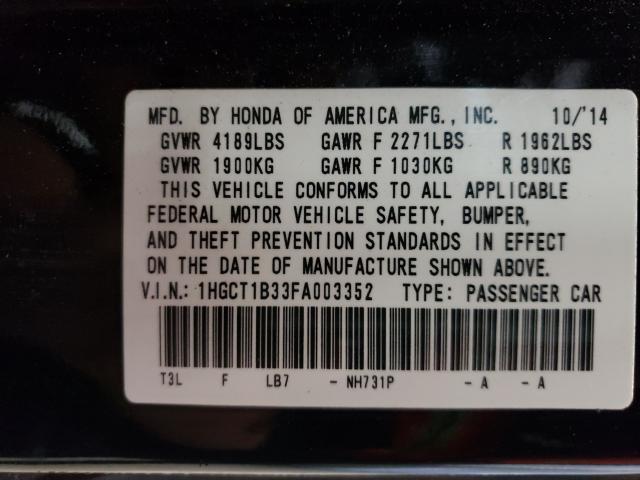 MFD. BY HONDA OF AMERICA MFG., INC. 10/'14
GVWR 4189LBS GAWR F 2271LBS R 1962LBS
GVWR 1900KG GAWR F 1030KG R 890KG
THIS VEHICLE CONFORMS TO ALL APPLICABLE
FEDERAL MOTOR VEHICLE SAFETY, BUMPER,
AND THEFT PREVENTION STANDARDS IN EFFECT
ON THE DATE OF MANUFACTURE SHOWN ABOVE.
V.I.N.: 1HGCT1B33FA003352 TYPE: PASSENGER CAR
T3L F LB7 - NH731P - A - A